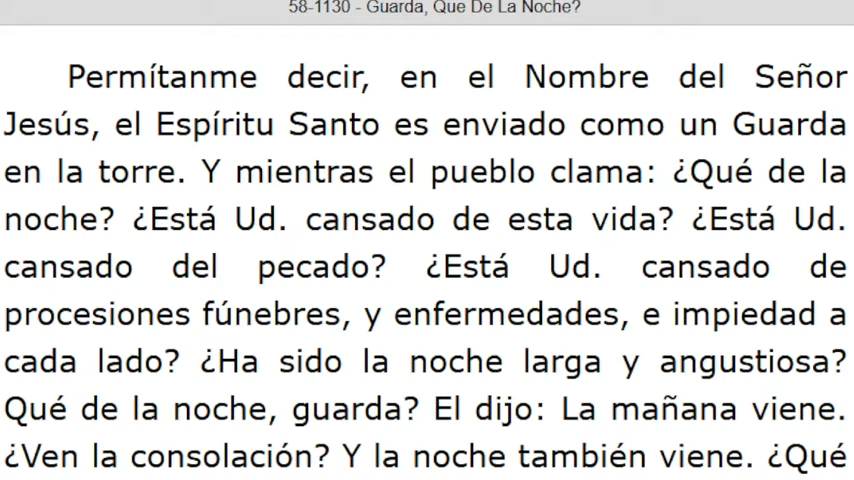 58-1130 - Guarda, Que De La Noche?
Permítanme decir, en el Nombre del Señor
Jesús, el Espíritu Santo es enviado como un Guarda
en la torre. Y mientras el pueblo clama: ¿Qué de la
noche? ¿Está Ud. cansado de esta vida? ¿Está Ud.
cansado del pecado? ¿Está Ud. cansado de
procesiones fúnebres, y enfermedades, e impiedad a
cada lado? ¿Ha sido la noche larga y angustiosa?
Qué de la noche, guarda? El dijo: La mañana viene.
¿Ven la consolación? Y la noche también viene. ¿Qué